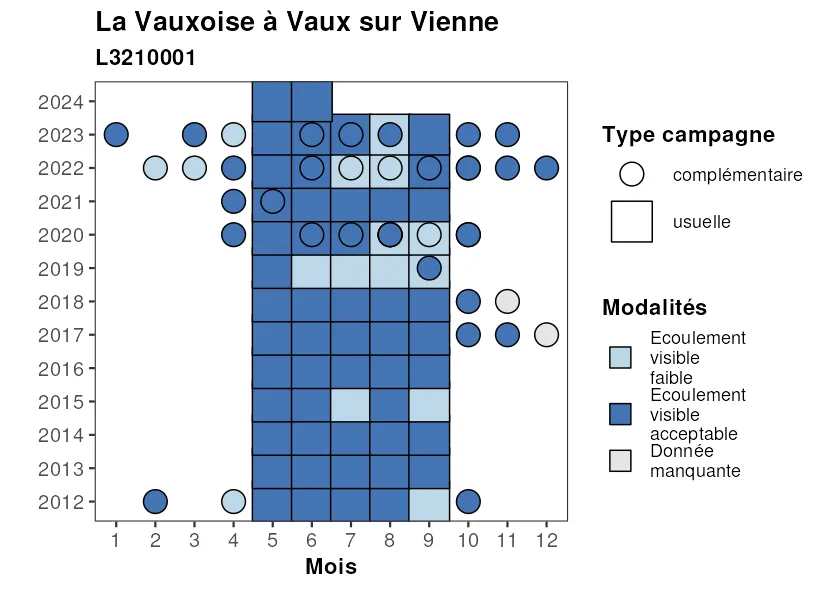 La Vauxoise à Vaux sur Vienne
L3210001
2024
2023
2022
2021
2020
2019
2018
2017
2016
2015
2014
2013
2012
1 2 3 4 5 6 7 8 9 10 11 12
Mois
Type campagne
complémentaire
usuelle
Modalités
Ecoulement
visible
faible
Ecoulement
visible
acceptable
Donnée
manquante